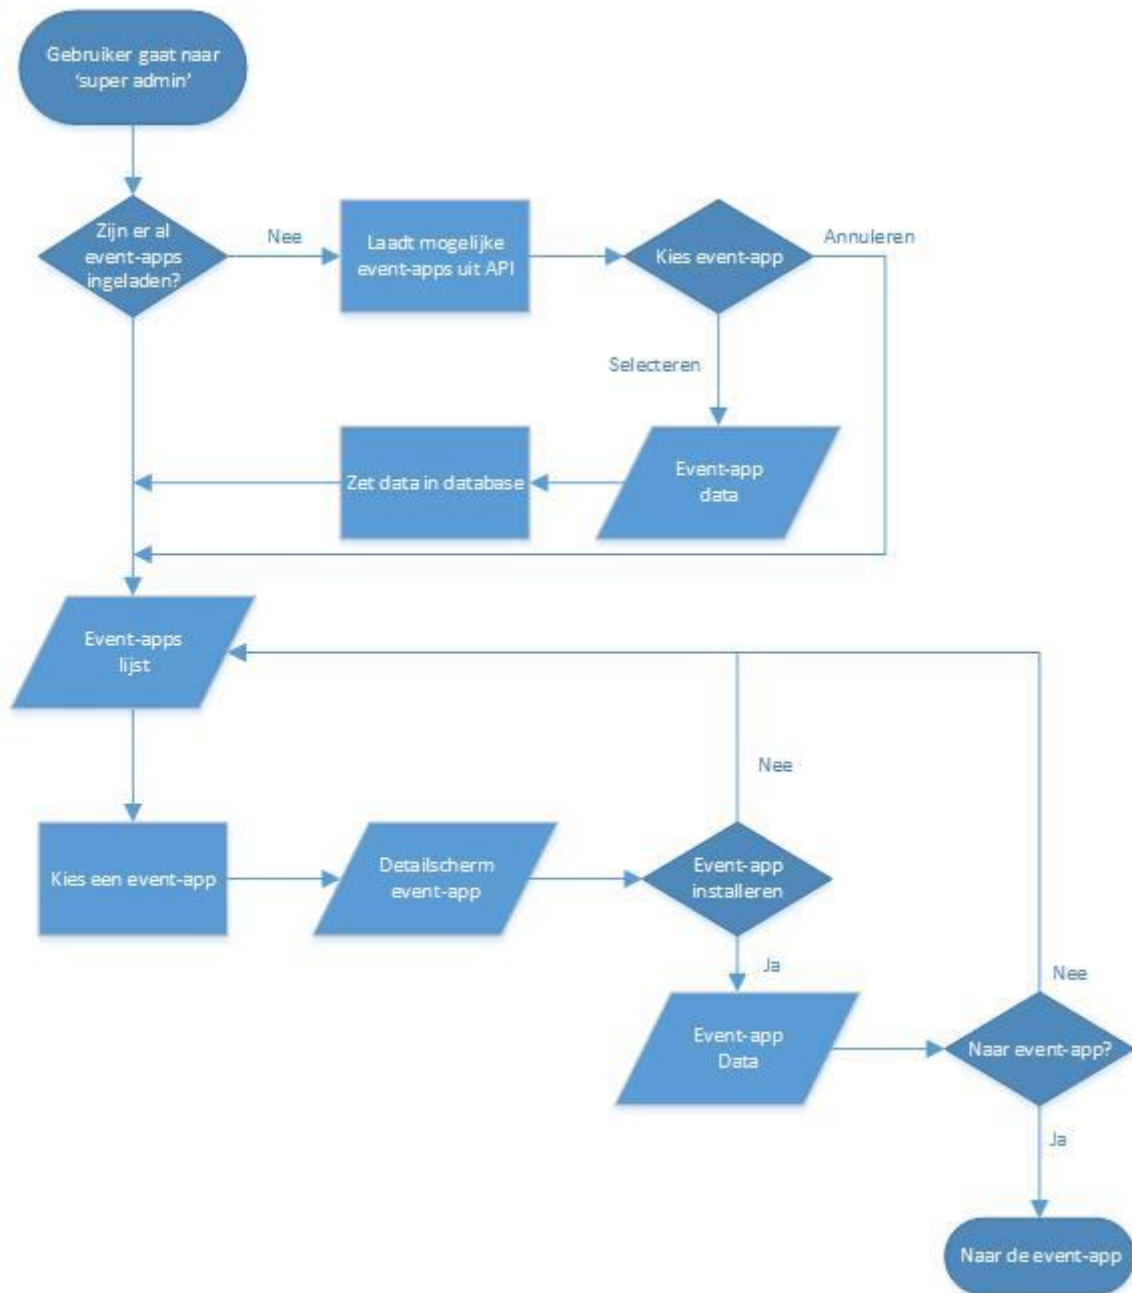 Gebruiker gaat naar
‘super admin’
Zijn er al
event-apps
ingeladen?
Nee
Laadt mogelijke
event-apps uit API
Kies event-app
Annuleren
Selecteren
Zet data in database
Event-app
data
Event-apps
lijst
Nee
Kies een event-app
Detailscherm
event-app
Event-app
installeren
Ja
Nee
Event-app
Data
Naar event-app?
Ja
Naar de event-app